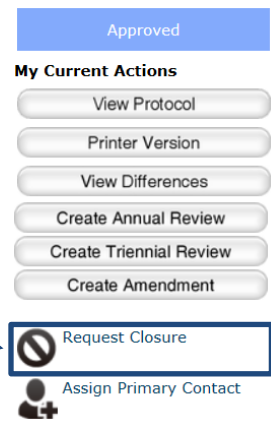 Approved
My Current Actions
View Protocol
Printer Version
View Differences
Create Annual Review
Create Triennial Review
Create Amendment
Request Closure
Assign Primary Contact